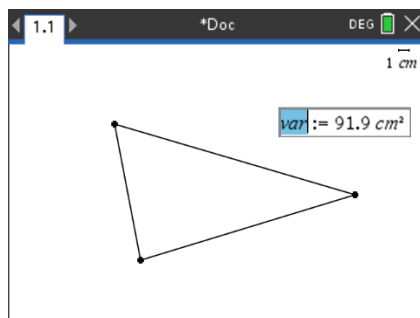 1.1 *Doc DEG
1 cm
var := 91.9 cm²